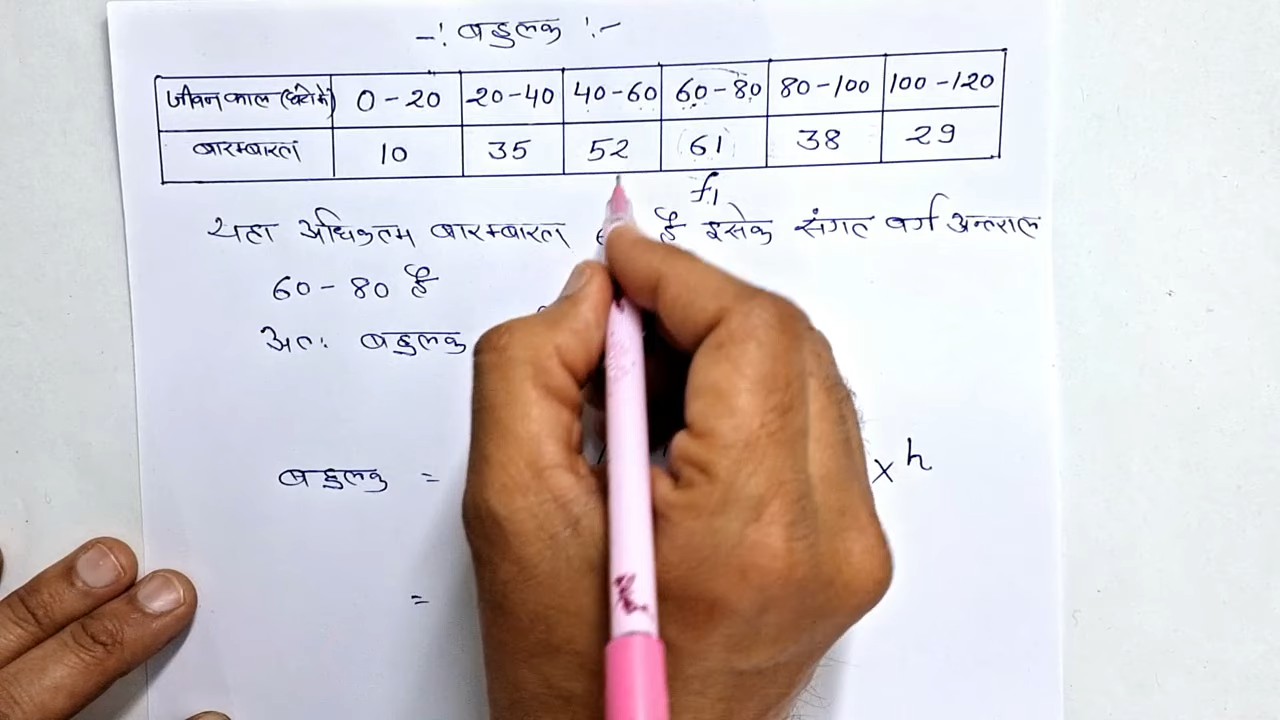 -: बहुलक :-
जीवन काल (घंटो में) 0-20 20-40 40-60 60-80 80-100 100-120
बारम्बारता 10 35 52 61 38 29
f1
यहा अधिकतम बारम्बारता है इसके संगत वर्ग अन्तराल
60-80 है
अतः बहुलक
बहुलक = × h
=